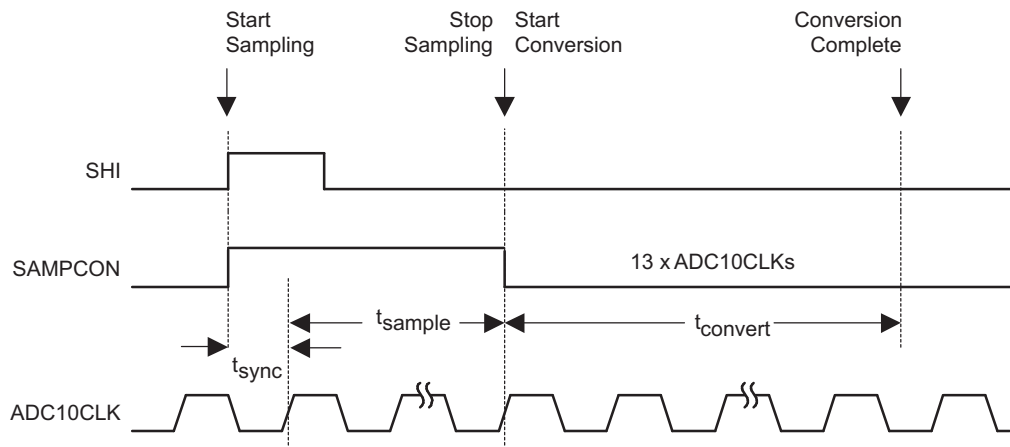 Start
Sampling
Stop
Sampling
Start
Conversion
Conversion
Complete
SHI
SAMPCON
13 x ADC10CLKs
tsample
tconvert
tsync
ADC10CLK